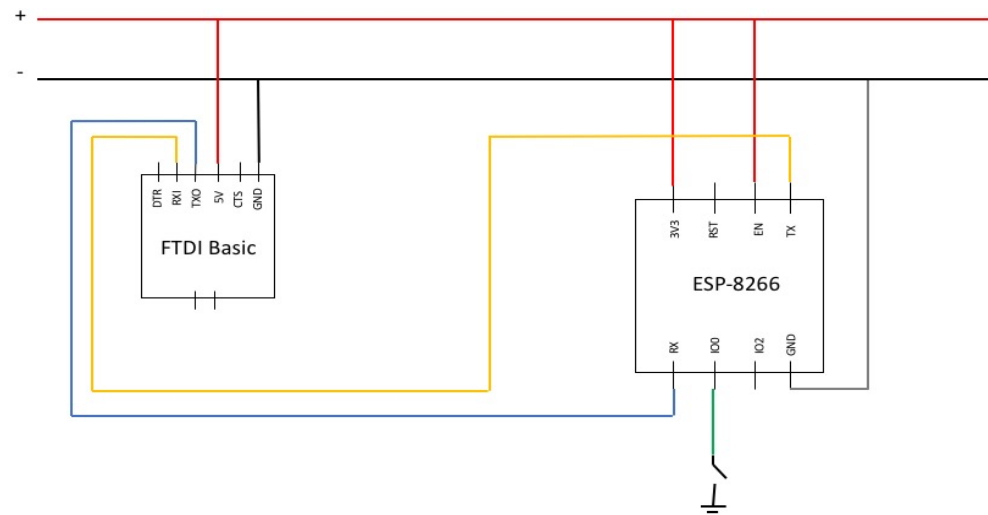 +
-
DTR
RXI
TXO
5V
CTS
GND
FTDI Basic
3V3
RST
EN
TX
ESP-8266
RX
IO0
IO2
GND